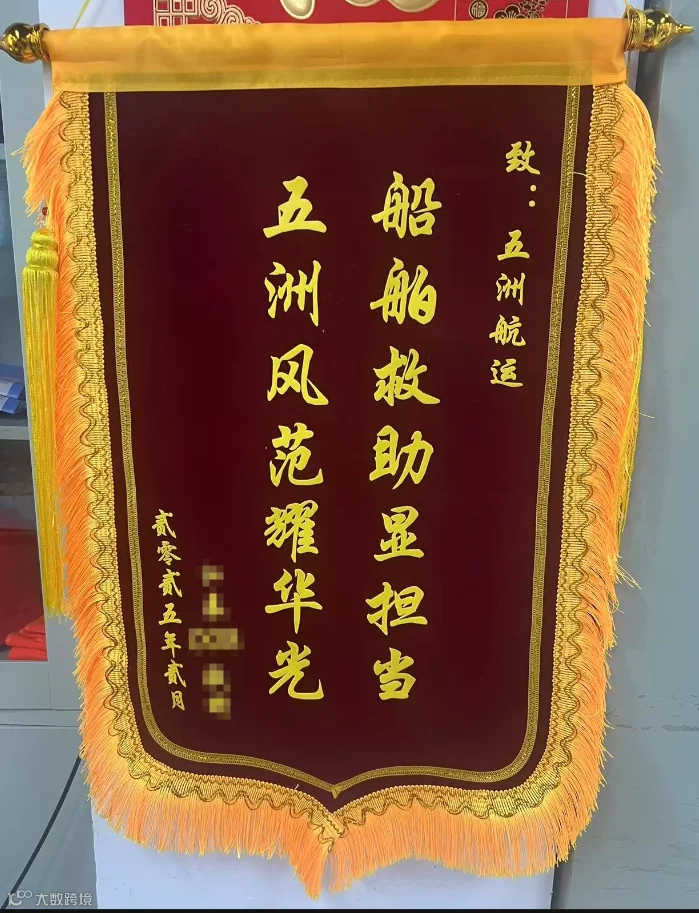 致：五洲航运
船舶救助显担当
五洲风范耀华光
贰零贰五年贰月
大数跨境